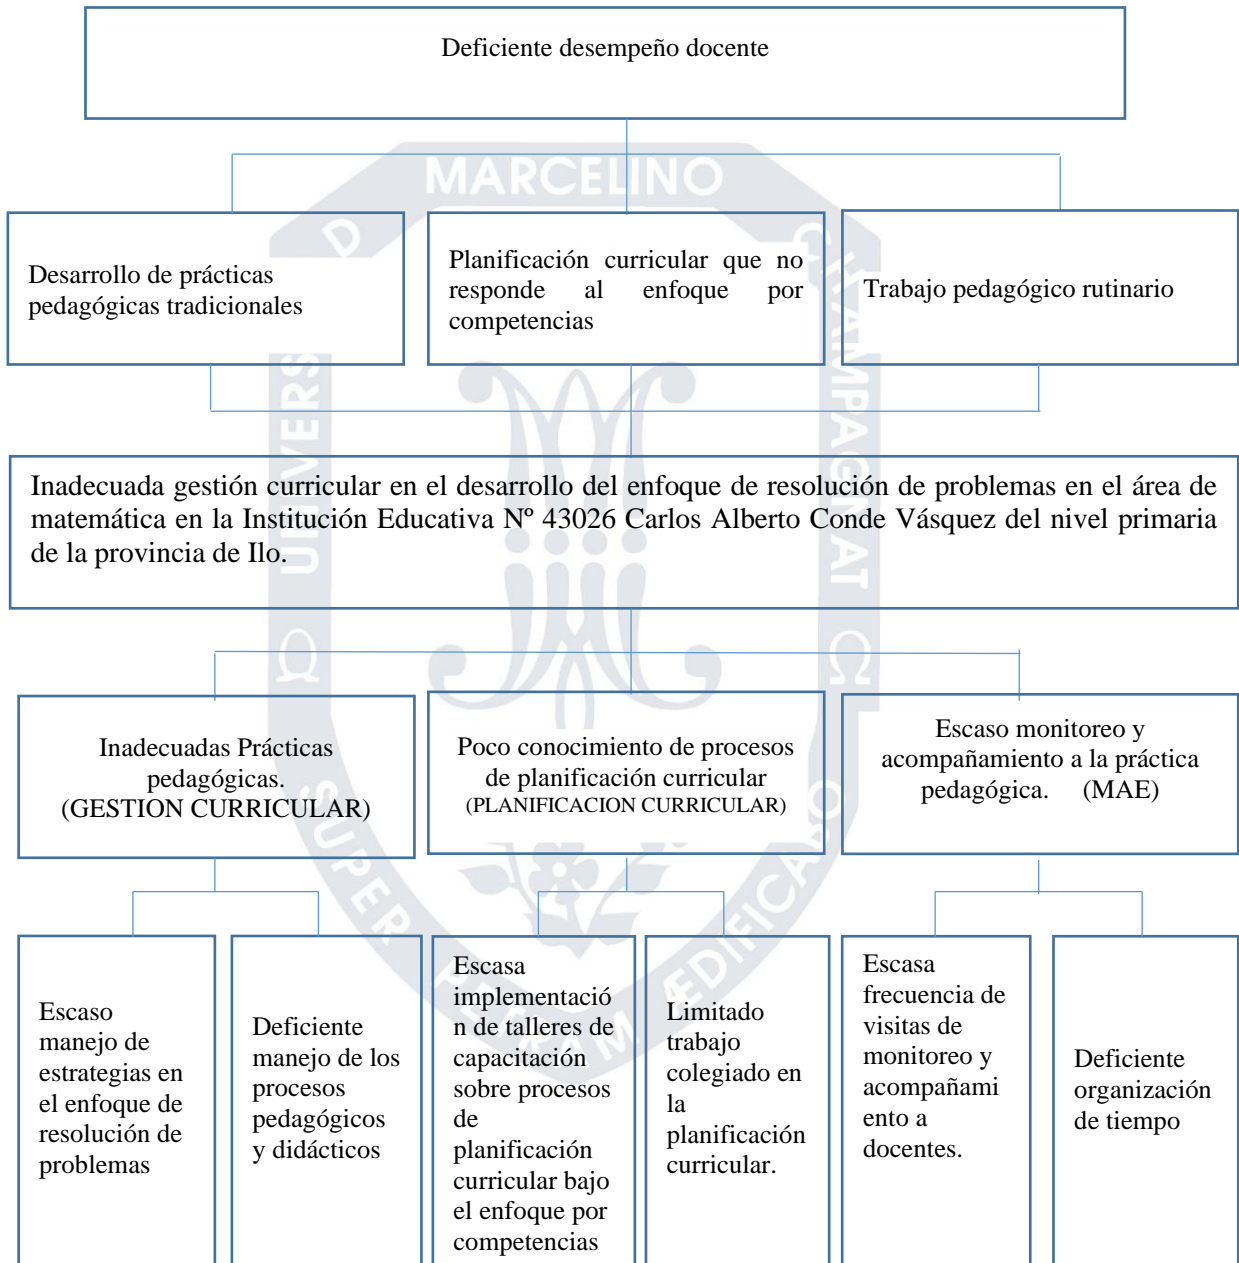 Deficiente desempeño docente
MARCELINO
CHAMPAGNAT
UNIVERS
D
Desarrollo de prácticas
pedagógicas tradicionales
Planificación curricular que no
responde al enfoque por
competencias
Trabajo pedagógico rutinario
Inadecuada gestión curricular en el desarrollo del enfoque de resolución de problemas en el área de
matemática en la Institución Educativa Nº 43026 Carlos Alberto Conde Vásquez del nivel primaria
de la provincia de Ilo.
Ω
Ω
Inadecuadas Prácticas
pedagógicas.
(GESTION CURRICULAR)
Poco conocimiento de procesos
de planificación curricular
(PLANIFICACION CURRICULAR)
Escaso monitoreo y
acompañamiento a la práctica
pedagógica. (MAE)
SUPER PETRAM ÆDIFICABO
Escaso
manejo de
estrategias en
el enfoque de
resolución de
problemas
Deficiente
manejo de los
procesos
pedagógicos
y didácticos
Escasa
implementació
n de talleres de
capacitación
sobre procesos
de
planificación
curricular bajo
el enfoque por
competencias
Limitado
trabajo
colegiado en
la
planificación
curricular.
Escasa
frecuencia de
visitas de
monitoreo y
acompañami
ento a
docentes.
Deficiente
organización
de tiempo